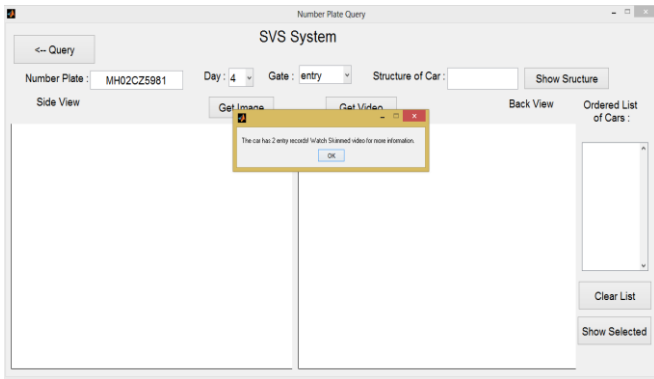 Number Plate Query
SVS System
<-- Query
Number Plate : MH02CZ5981 Day : 4 Gate : entry Structure of Car : Show Sructure
Side View Get Image Get Video Back View Ordered List
of Cars :
The car has 2 entry records! Watch Skimmed video for more information.
OK
Clear List
Show Selected